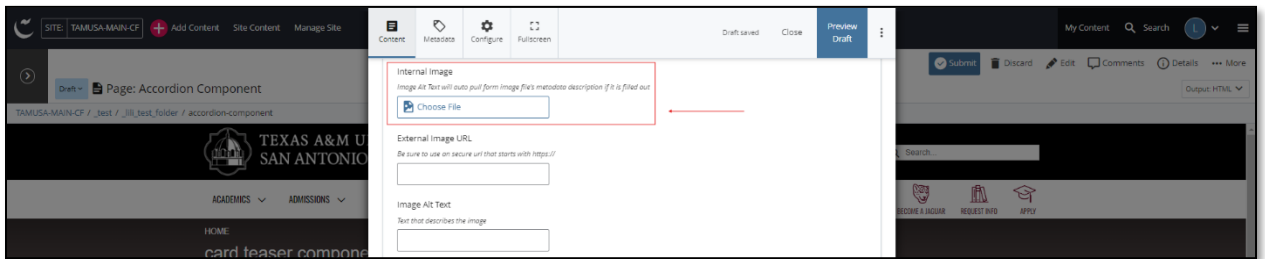 SITE: TAMUSA-MAIN-CF Add Content Site Content Manage Site
Content Metadata Configure Fullscreen Draft saved Close Preview Draft
My Content Search L
Submit Discard Edit Comments Details More
Draft Page: Accordion Component
Output: HTML
TAMUSA-MAIN-CF / _test / _lili_test_folder / accordion-component
Internal Image
Image Alt Text will auto pull form image file's metadata description if it is filled out
Choose File
TEXAS A&M U
SAN ANTONIO
External Image URL
Be sure to use an secure url that starts with https://
Search...
Image Alt Text
Text that describes the image
ACADEMICS ADMISSIONS
BECOME A JAGUAR REQUEST INFO APPLY
HOME
card teaser compone